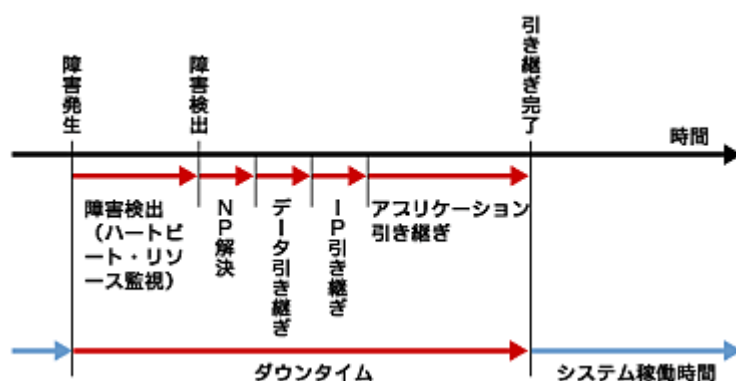 障害発生
障害検出
引き継ぎ完了
時間
障害検出
（ハートビ
ート・リソ
ース監視）
NP解決
データ引き継ぎ
IP引き継ぎ
アプリケーション
引き継ぎ
ダウンタイム
システム稼働時間